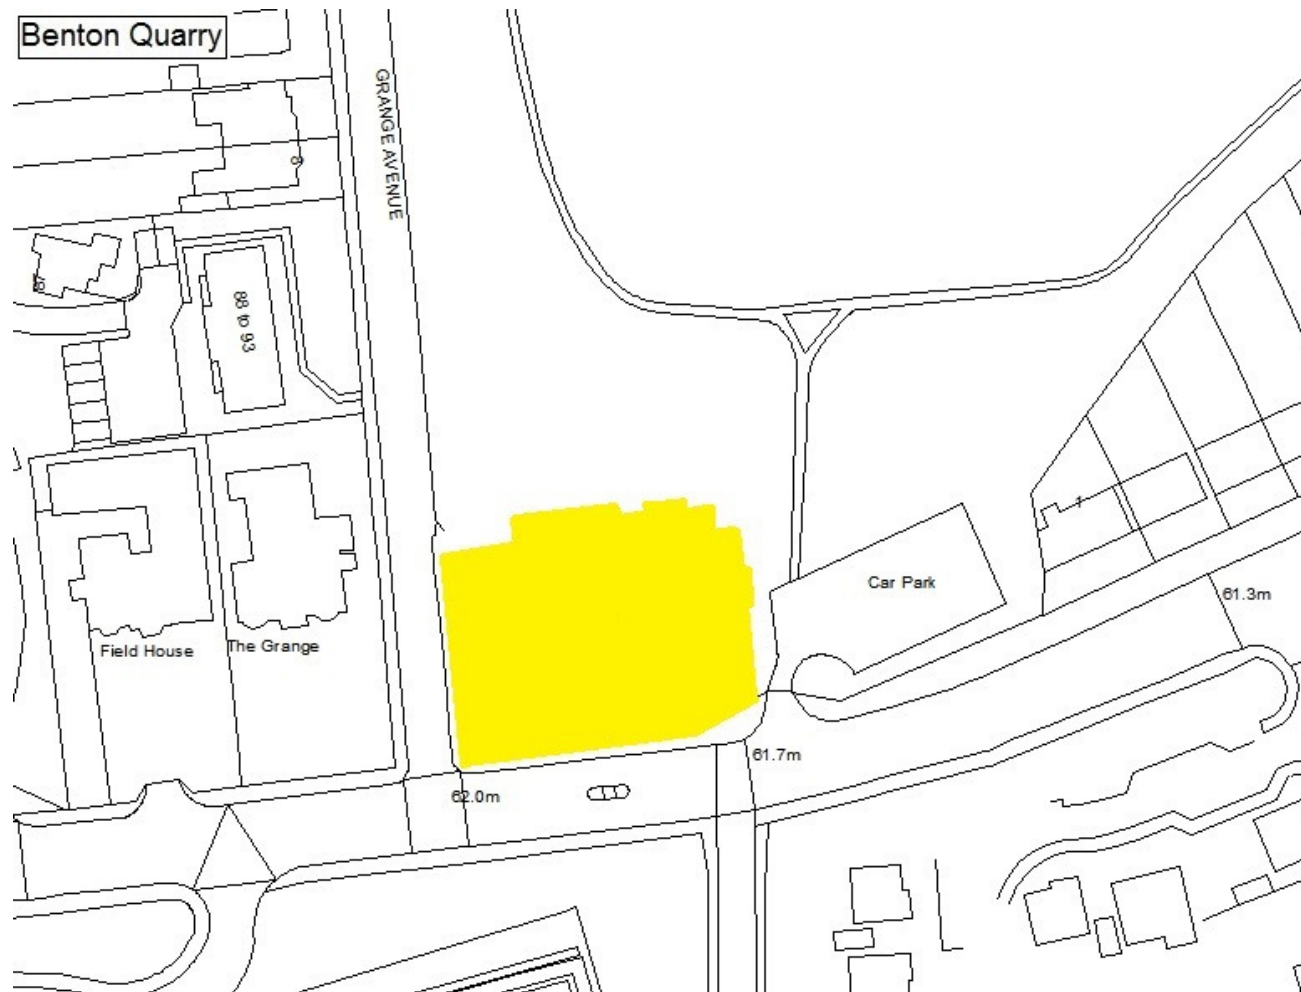 Benton Quarry
GRANGE AVENUE
8
88 to 93
1
Car Park
61.3m
Field House
The Grange
61.7m
62.0m